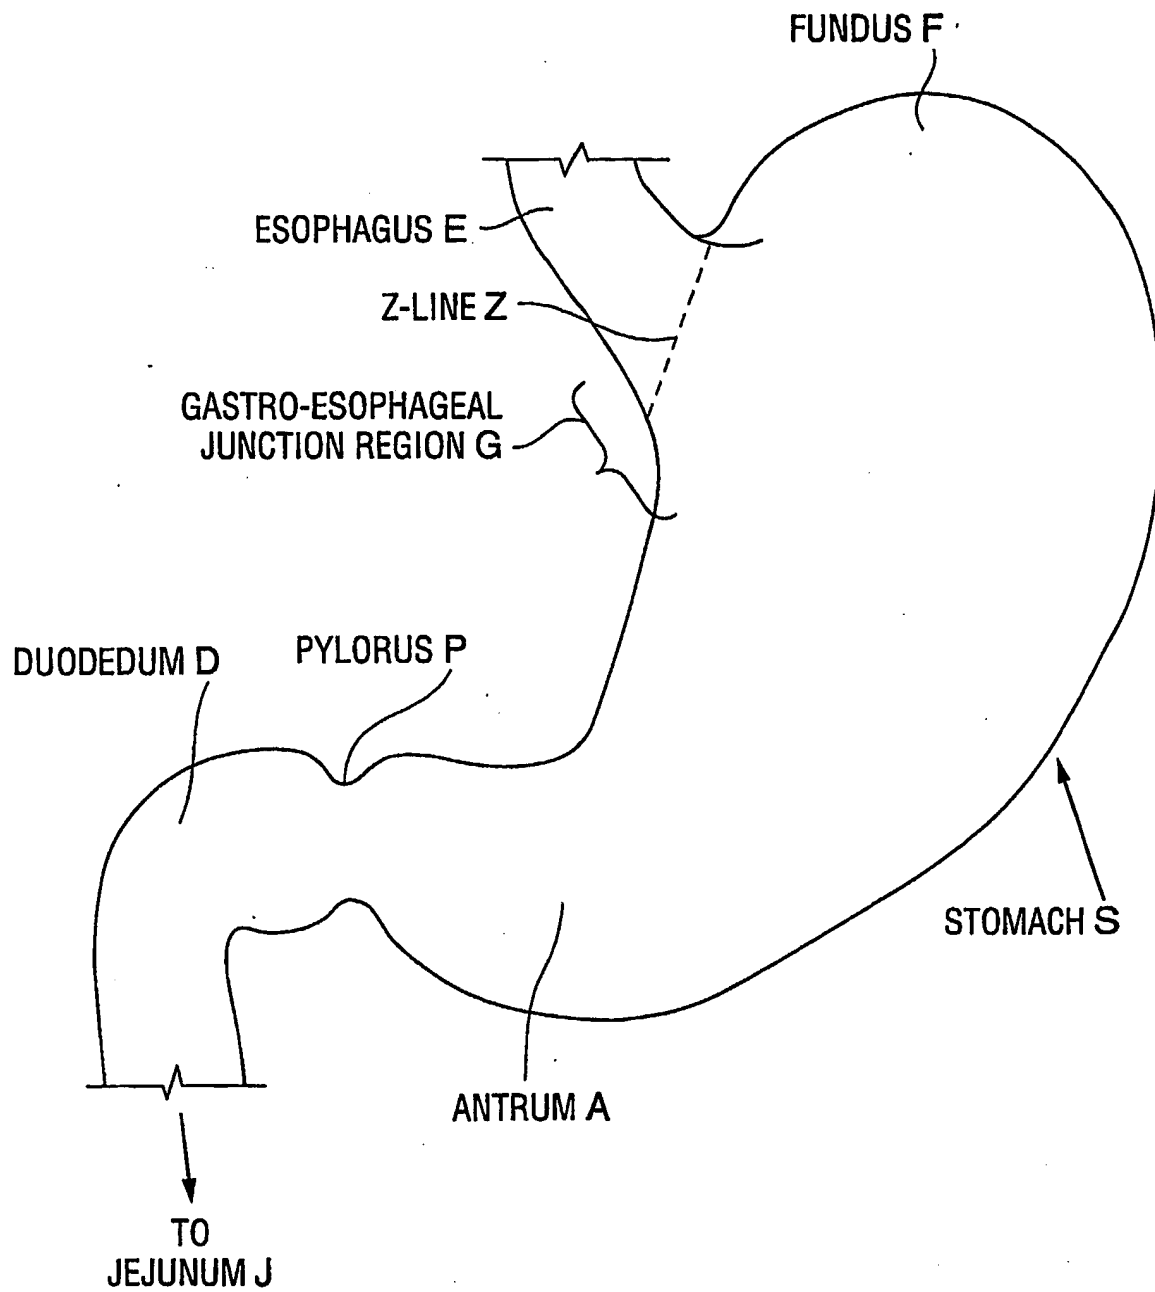 FUNDUS F
ESOPHAGUS E
Z-LINE Z
GASTRO-ESOPHAGEAL
JUNCTION REGION G
DUODEDUM D
PYLORUS P
STOMACH S
ANTRUM A
TO
JEJUNUM J